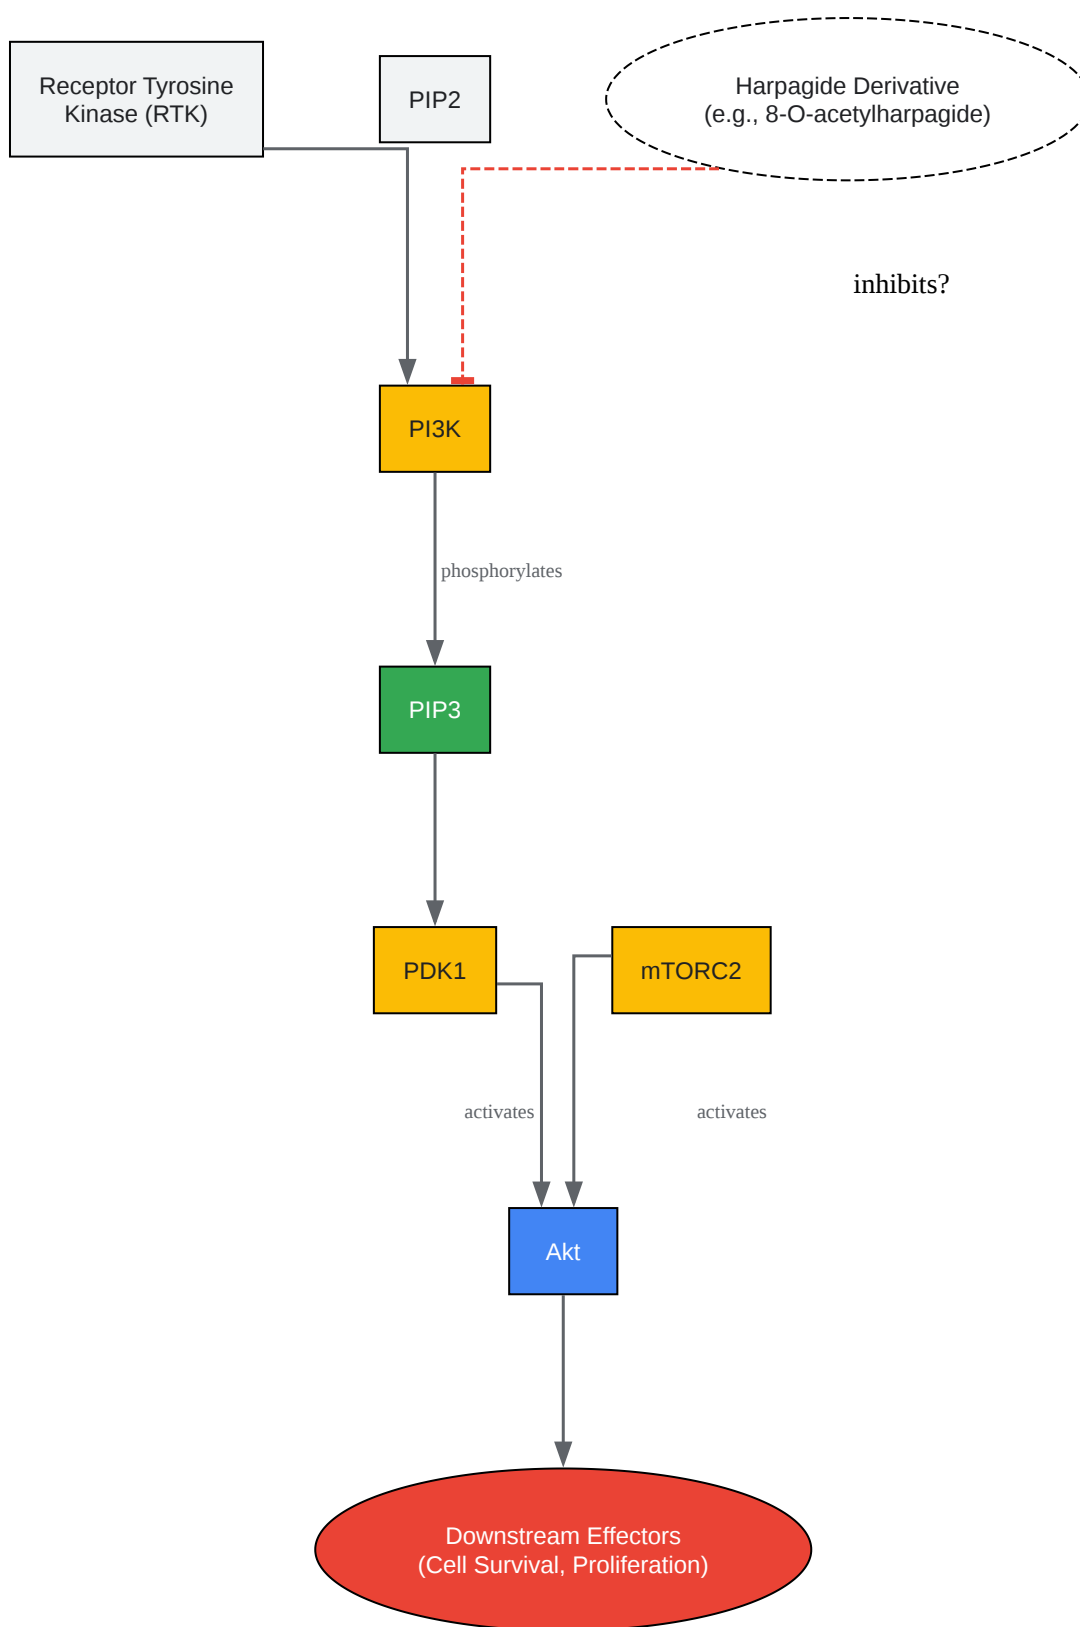 Receptor Tyrosine
Kinase (RTK)
PIP2
Harpagide Derivative
(e.g., 8-O-acetylharpagide)
inhibits?
PI3K
phosphorylates
PIP3
PDK1
mTORC2
activates
activates
Akt
Downstream Effectors
(Cell Survival, Proliferation)